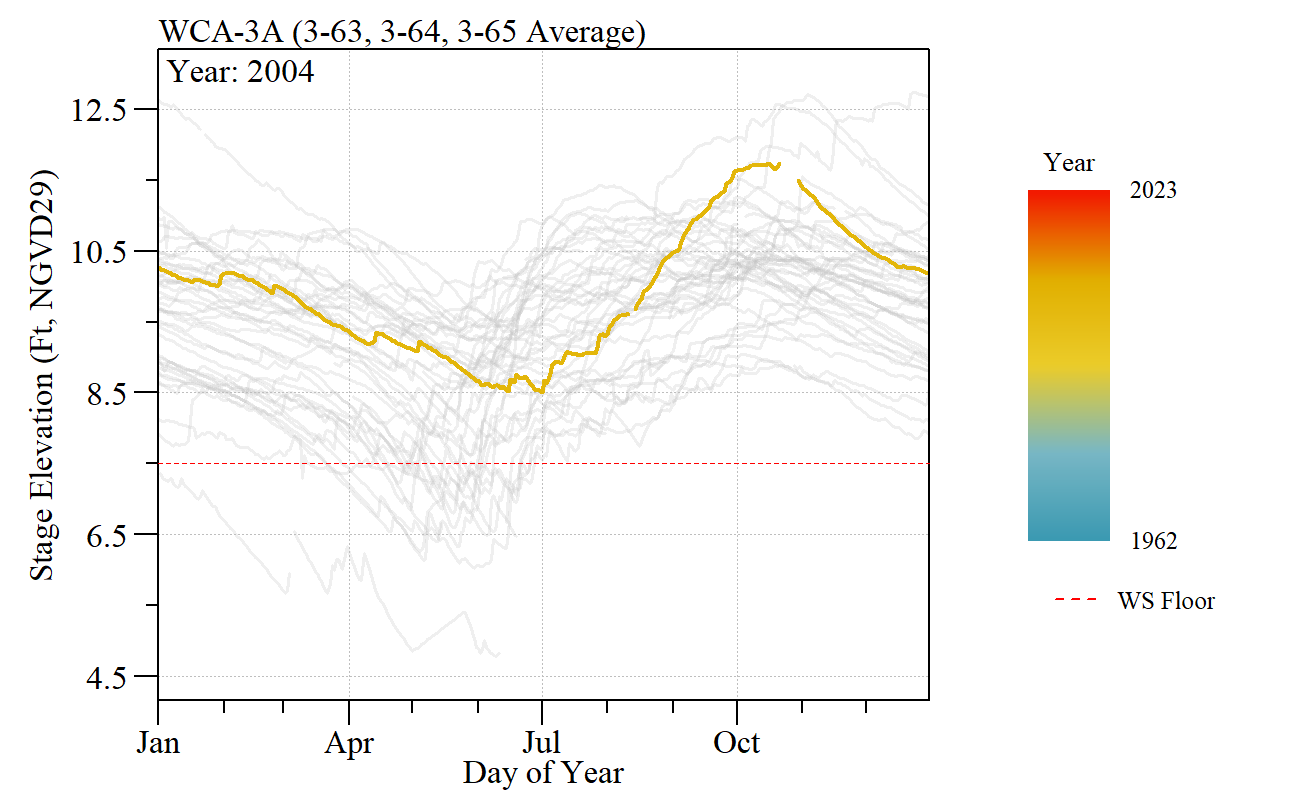 WCA-3A (3-63, 3-64, 3-65 Average)
Year: 2004
12.5
10.5
8.5
6.5
4.5
Stage Elevation (Ft, NGVD29)
Jan Apr Jul Oct
Day of Year
Year
2023
1962
WS Floor